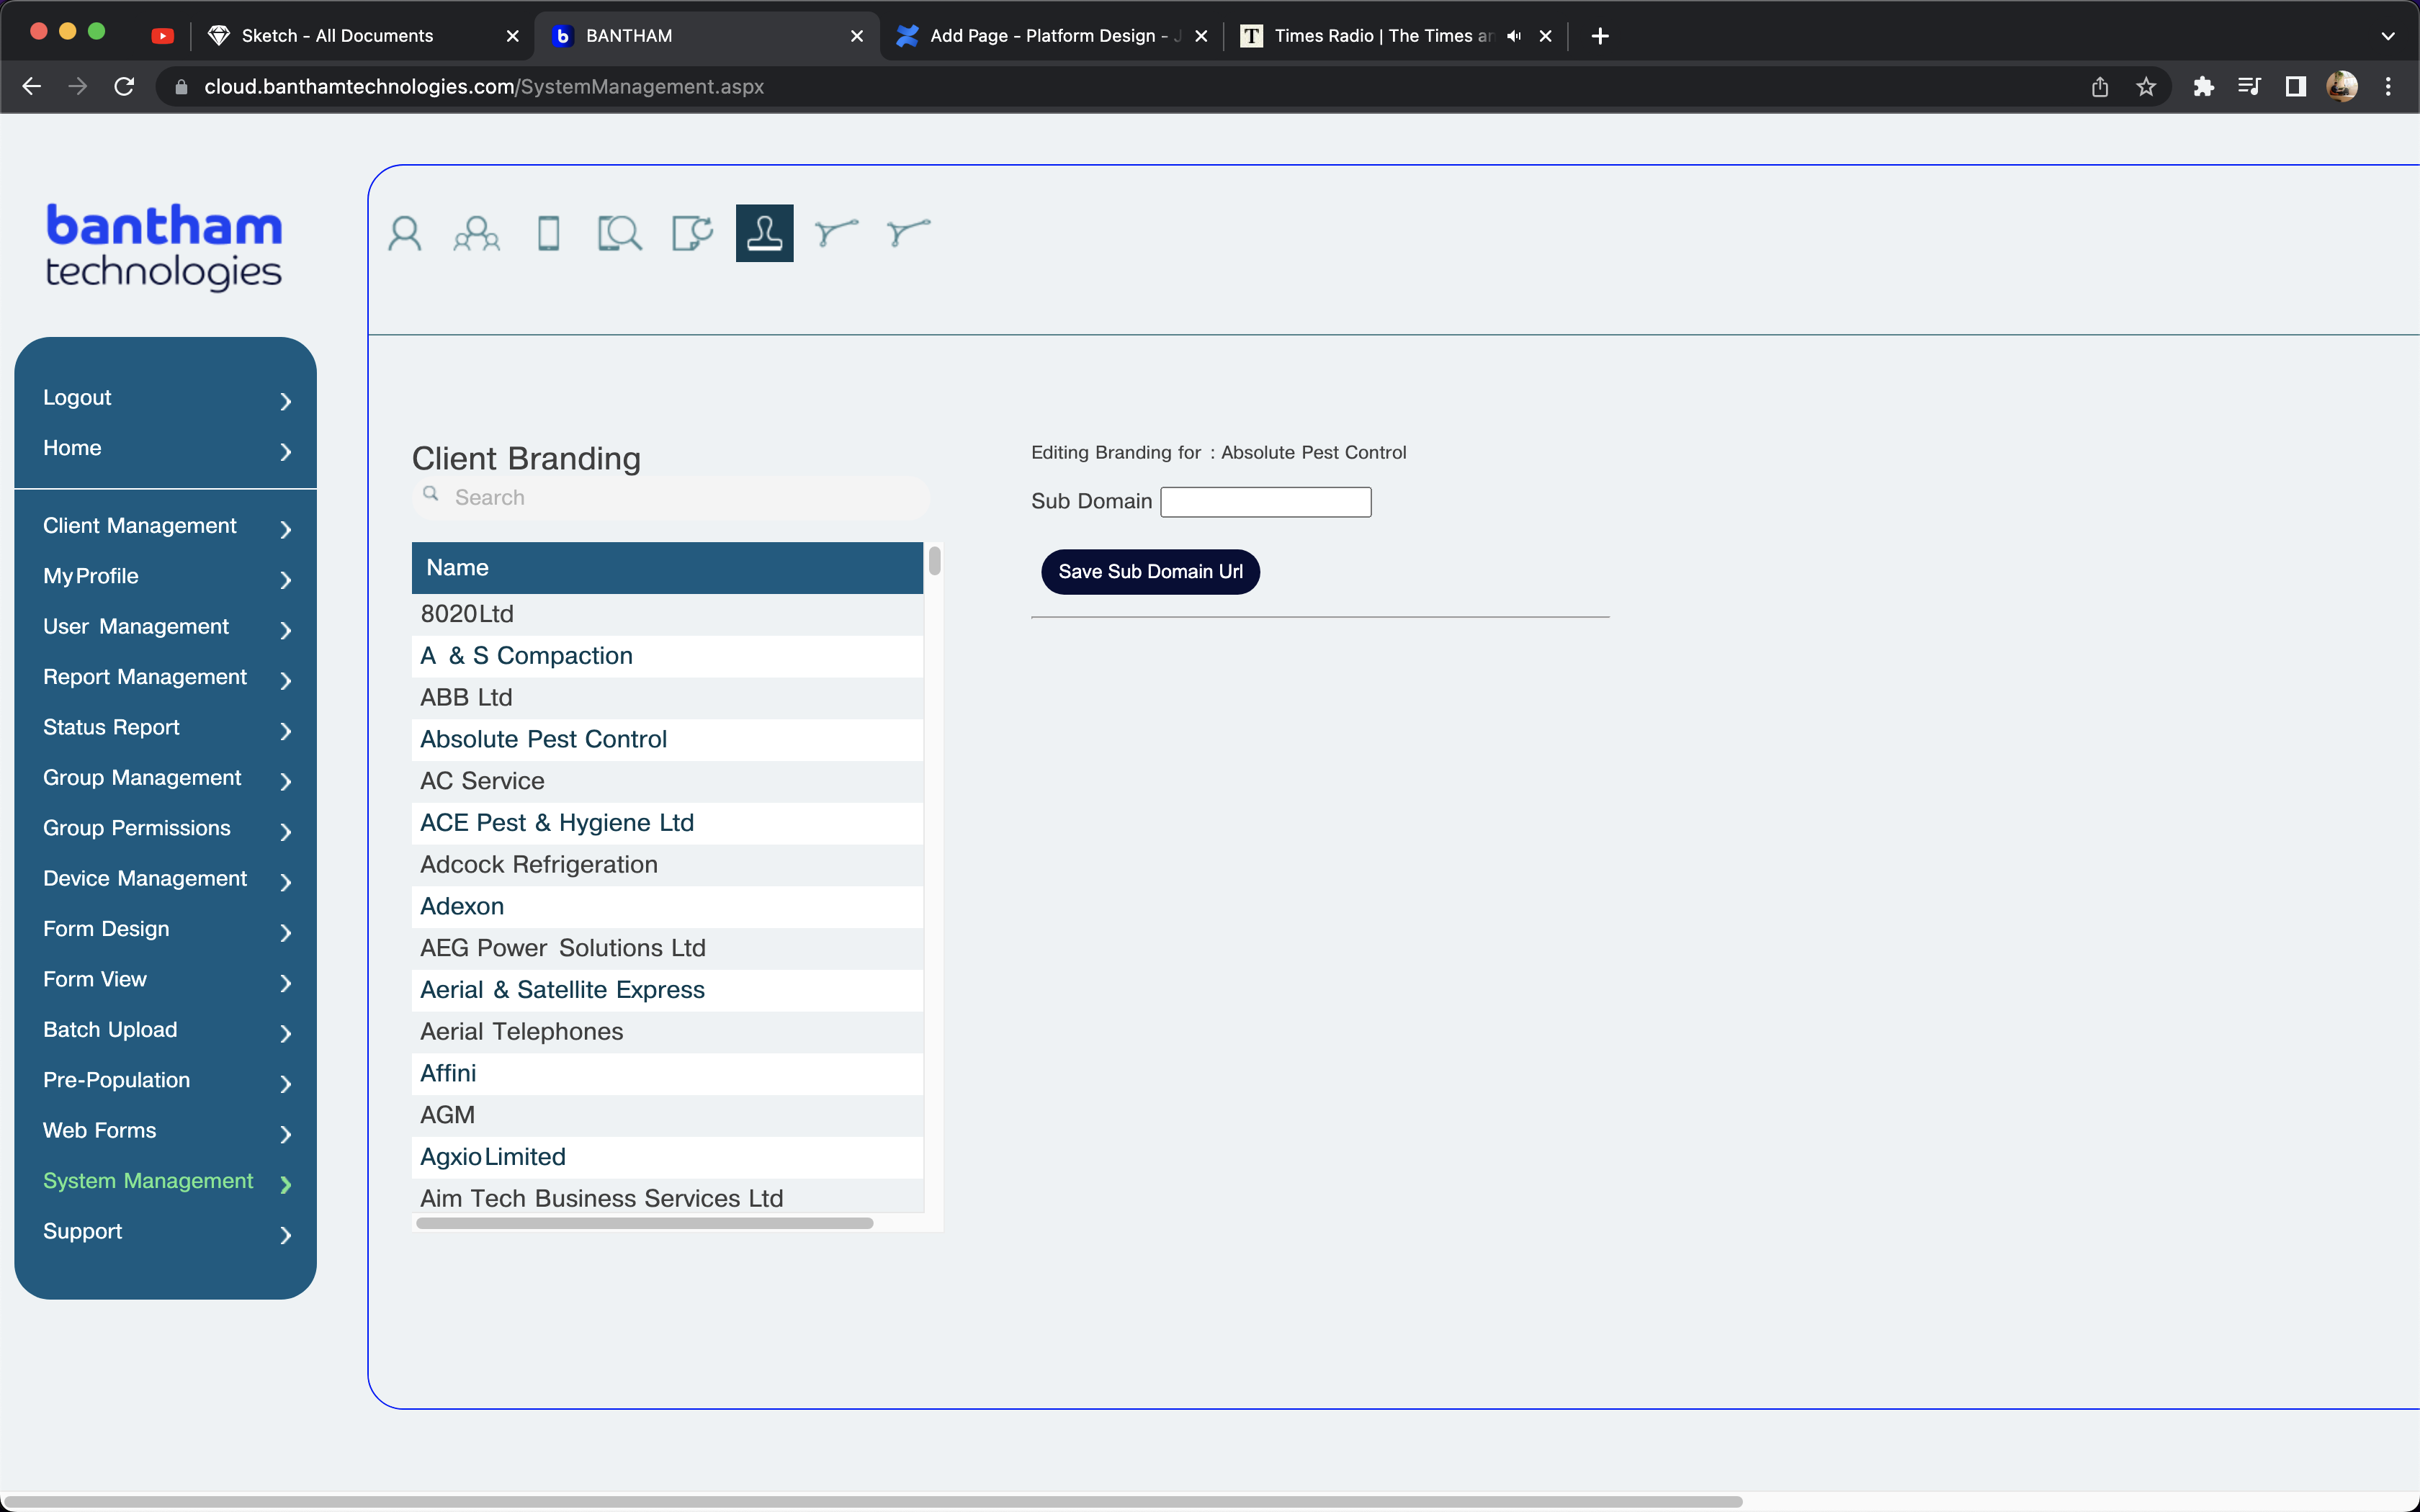 Sketch - All Documents
BANTHAM
Add Page - Platform Design -
Times Radio | The Times
cloud.banthamtechnologies.com/SystemManagement.aspx
bantham
technologies
Logout
Home
Client Management
My Profile
User Management
Report Management
Status Report
Group Management
Group Permissions
Device Management
Form Design
Form View
Batch Upload
Pre-Population
Web Forms
System Management
Support
Client Branding
Search
Name
8020 Ltd
A & S Compaction
ABB Ltd
Absolute Pest Control
AC Service
ACE Pest & Hygiene Ltd
Adcock Refrigeration
Adexon
AEG Power Solutions Ltd
Aerial & Satellite Express
Aerial Telephones
Affini
AGM
Agxio Limited
Aim Tech Business Services Ltd
Editing Branding for : Absolute Pest Control
Sub Domain
Save Sub Domain Url